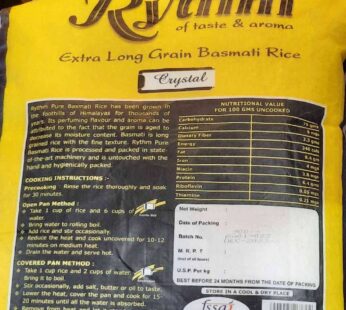 Rythm
of taste & aroma
Extra Long Grain Basmati Rice
Crystal
Rythm Pure Basmati Rice has been grown in
the foothills of Himalayas for thousands of
years. Its perfuming flavour and aroma can be
attributed to the fact that the grain is aged to
decrease its moisture content. Basmati is long
grained rice with the fine texture. Rythm Pure
Basmati Rice is processed and packed in state-
of-the-art machinery and is untouched with the
hand and hygienically packed.
COOKING INSTRUCTIONS :-
Precooking Rinse the rice thoroughly and soak
for 30 minutes.
Open Pan Method :
Take 1 cup of rice and 6 cups of
water
Bring water to rolling boil
Add rice and stir occasionally.
Reduce the heat and cook uncovered for 10-12
minutes on medium heat.
Drain the water and serve hot.
COVERED PAN METHOD :
Take 1 cup rice and 2 cups of water,
bring it to boil.
Stir occasionally, add salt, butter or oil to taste.
Lower the heat, cover the pan and cook for 15-
20 minutes until all the water is absorbed.
NUTRITIONAL VALUE
FOR 100 GMS UNCOOKED
Carbohydrate
Calcium
Dietary Fiber
Energy
Fat
Iron
Niacin
Protein
Riboflavin
Thiamine
Net Weight
Date of Packing
Batch No.
M. R. P. ₹
(incl of all taxes)
U.S.P. Per kg
BEST BEFORE 24 MONTHS FROM THE DATE OF PACKING
STORE IN A COOL & DRY PLACE
fssai